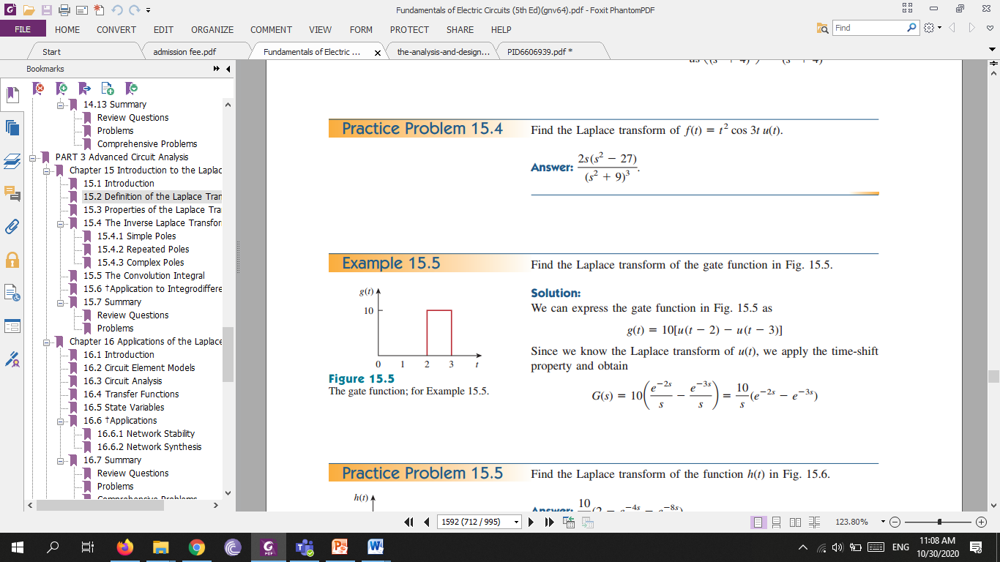 Fundamentals of Electric Circuits (5th Ed)(gnv64).pdf - Foxit PhantomPDF
FILE HOME CONVERT EDIT ORGANIZE COMMENT VIEW FORM PROTECT SHARE HELP
Find
Start admission fee.pdf Fundamentals of Electric ... the-analysis-and-design... PID6606939.pdf *
Bookmarks
14.13 Summary
Review Questions
Problems
Comprehensive Problems
PART 3 Advanced Circuit Analysis
Chapter 15 Introduction to the Laplac
15.1 Introduction
15.2 Definition of the Laplace Tran
15.3 Properties of the Laplace Tra
15.4 The Inverse Laplace Transfor
15.4.1 Simple Poles
15.4.2 Repeated Poles
15.4.3 Complex Poles
15.5 The Convolution Integral
15.6 †Application to Integrodiffere
15.7 Summary
Review Questions
Problems
Chapter 16 Applications of the Laplace
16.1 Introduction
16.2 Circuit Element Models
16.3 Circuit Analysis
16.4 Transfer Functions
16.5 State Variables
16.6 †Applications
16.6.1 Network Stability
16.6.2 Network Synthesis
16.7 Summary
Review Questions
Problems
Comprehensive Problems
Practice Problem 15.4
Find the Laplace transform of f(t) = t² cos 3t u(t).
Answer: 2s(s² − 27) / (s² + 9)³.
Example 15.5
Find the Laplace transform of the gate function in Fig. 15.5.
g(t)
10
0 1 2 3 t
Figure 15.5
The gate function; for Example 15.5.
Solution:
We can express the gate function in Fig. 15.5 as
g(t) = 10[u(t − 2) − u(t − 3)]
Since we know the Laplace transform of u(t), we apply the time-shift
property and obtain
G(s) = 10(e⁻²ˢ/s − e⁻³ˢ/s) = 10/s (e⁻²ˢ − e⁻³ˢ)
Practice Problem 15.5
Find the Laplace transform of the function h(t) in Fig. 15.6.
h(t)
Answer: 10 (2 − e⁻⁴ˢ − e⁻⁸ˢ)
1592 (712 / 995)
123.80%
ENG
11:08 AM
10/30/2020